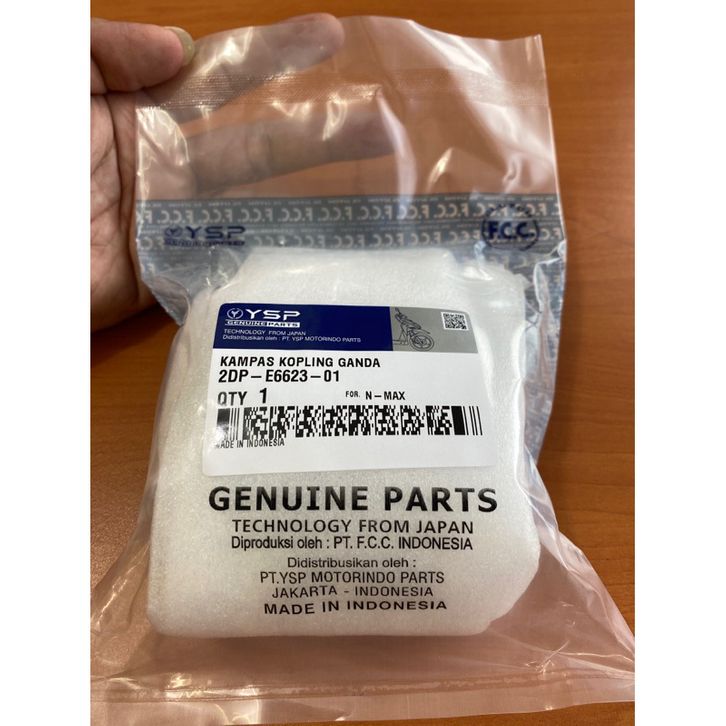 YSP
GENUINE PARTS
F.C.C.
YSP
GENUINE PARTS
TECHNOLOGY FROM JAPAN
Didistribusikan oleh : PT. YSP MOTORINDO PARTS
KAMPAS KOPLING GANDA
2DP-E6623-01
QTY 1 FOR. N-MAX
MADE IN INDONESIA
GENUINE PARTS
TECHNOLOGY FROM JAPAN
Diproduksi oleh : PT. F.C.C. INDONESIA
Didistribusikan oleh :
PT.YSP MOTORINDO PARTS
JAKARTA - INDONESIA
MADE IN INDONESIA